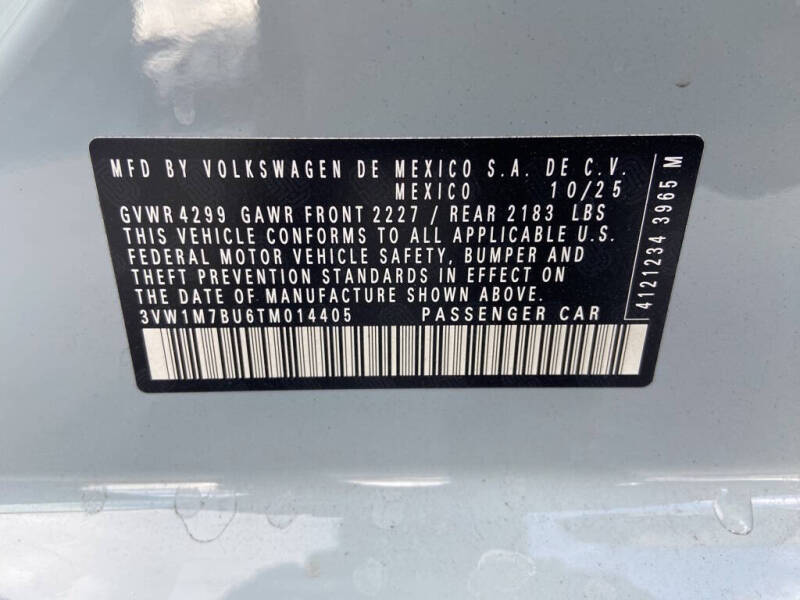 MFD BY VOLKSWAGEN DE MEXICO S.A. DE C.V.
MEXICO 10/25
GVWR 4299 GAWR FRONT 2227 / REAR 2183 LBS
THIS VEHICLE CONFORMS TO ALL APPLICABLE U.S.
FEDERAL MOTOR VEHICLE SAFETY, BUMPER AND
THEFT PREVENTION STANDARDS IN EFFECT ON
THE DATE OF MANUFACTURE SHOWN ABOVE.
3VW1M7BU6TM014405 PASSENGER CAR
4121234 3965 M